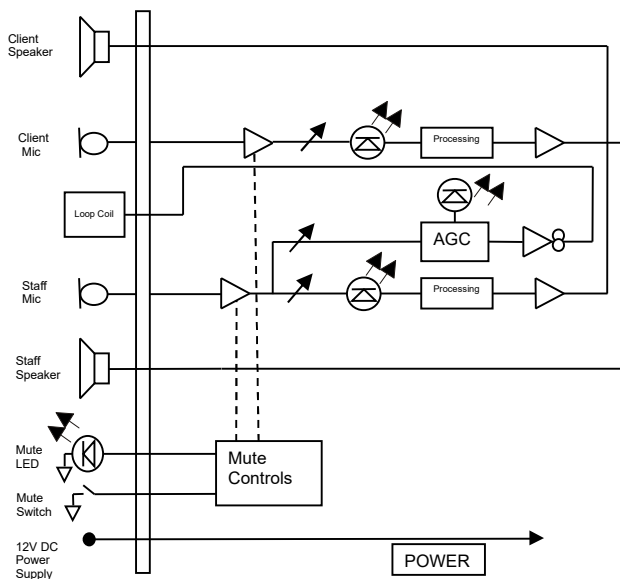 Client
Speaker
Client
Mic
Processing
Loop Coil
AGC
Staff
Mic
Processing
Staff
Speaker
Mute
LED
Mute
Controls
Mute
Switch
12V DC
Power
Supply
POWER